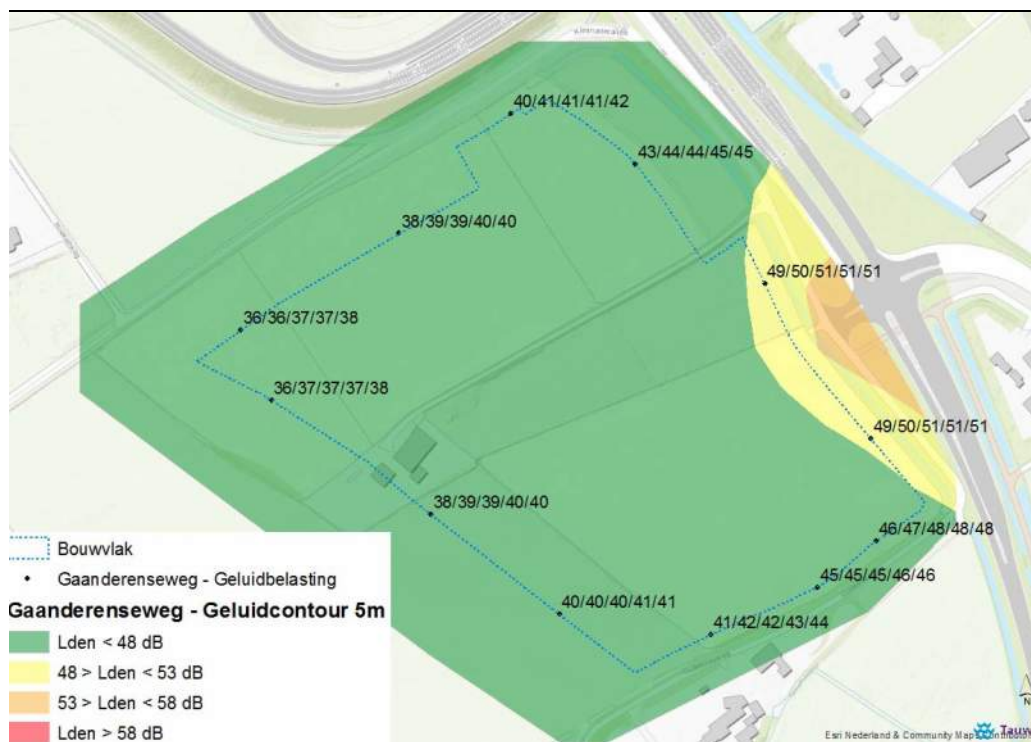 40/41/41/41/42
43/44/44/45/45
38/39/39/40/40
49/50/51/51/51
36/36/37/37/38
36/37/37/37/38
49/50/51/51/51
38/39/39/40/40
46/47/48/48/48
45/45/45/46/46
40/40/40/41/41
41/42/42/43/44
Bouwvlak
Gaanderenseweg - Geluidbelasting
Gaanderenseweg - Geluidcontour 5m
Lden < 48 dB
48 > Lden < 53 dB
53 > Lden < 58 dB
Lden > 58 dB
N
Esri Nederland & Community Maps